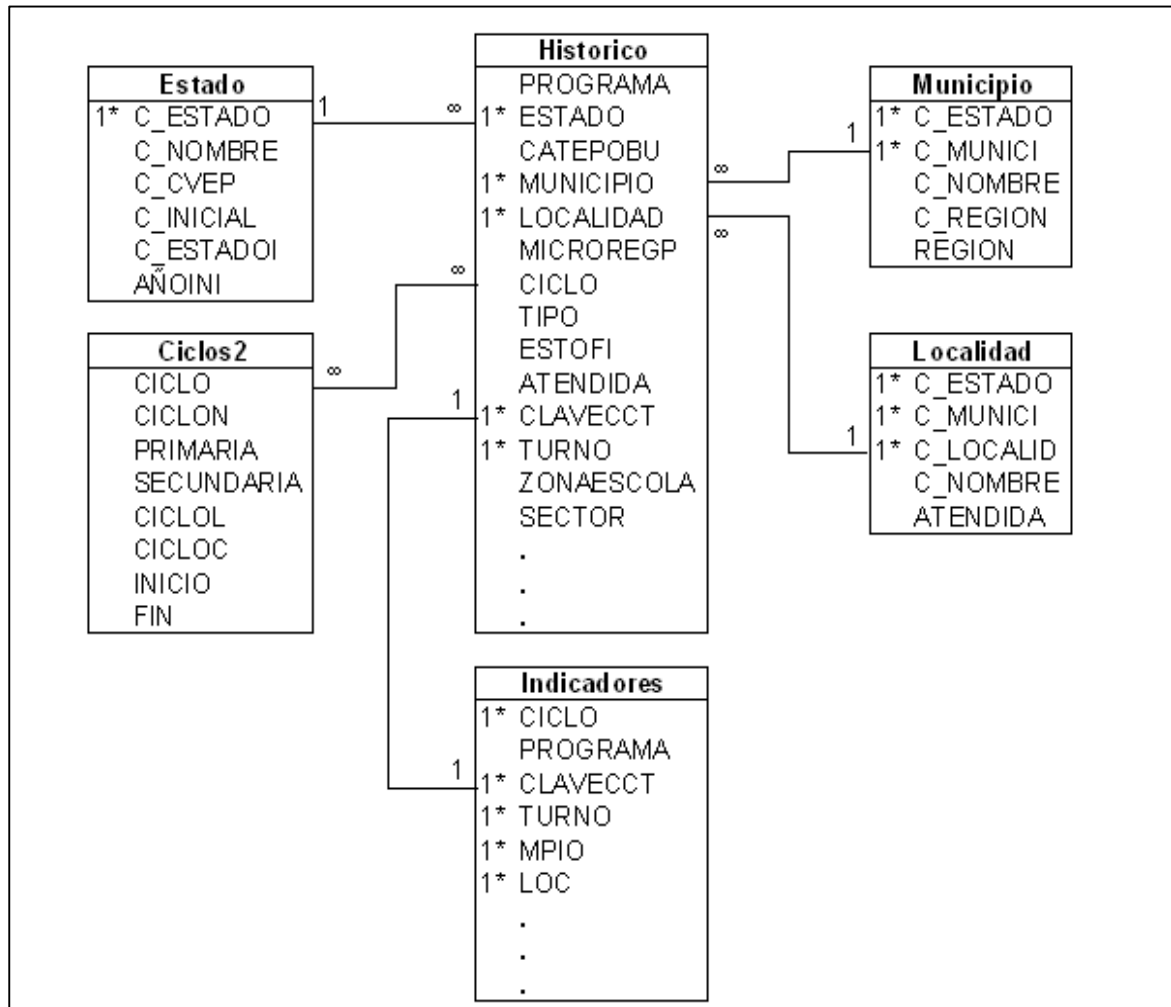 Estado
1* C_ESTADO
C_NOMBRE
C_CVEP
C_INICIAL
C_ESTADOI
AÑOINI
1
∞
Historico
PROGRAMA
1* ESTADO
CATEPOBU
1* MUNICIPIO
1* LOCALIDAD
MICROREGP
CICLO
TIPO
ESTOFI
ATENDIDA
1* CLAVECCT
1* TURNO
ZONAESCOLA
SECTOR
.
.
.
∞
1
Municipio
1* C_ESTADO
1* C_MUNICI
C_NOMBRE
C_REGION
REGION
∞
1
Localidad
1* C_ESTADO
1* C_MUNICI
1* C_LOCALID
C_NOMBRE
ATENDIDA
Ciclos2
CICLO
CICLON
PRIMARIA
SECUNDARIA
CICLOL
CICLOC
INICIO
FIN
∞
∞
1
1
Indicadores
1* CICLO
PROGRAMA
1* CLAVECCT
1* TURNO
1* MPIO
1* LOC
.
.
.